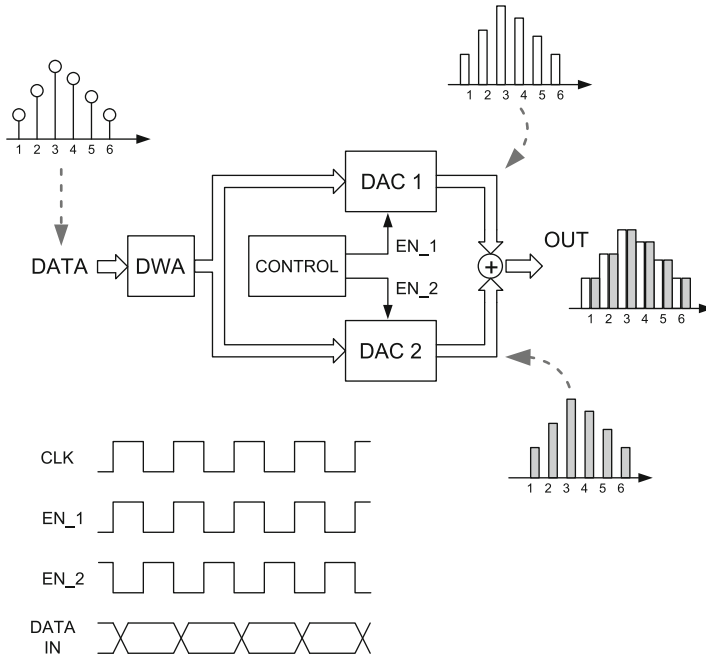 1 2 3 4 5 6
1 2 3 4 5 6
DAC 1
DATA
DWA
CONTROL
EN_1
EN_2
+
OUT
1 2 3 4 5 6
DAC 2
1 2 3 4 5 6
CLK
EN_1
EN_2
DATA
IN